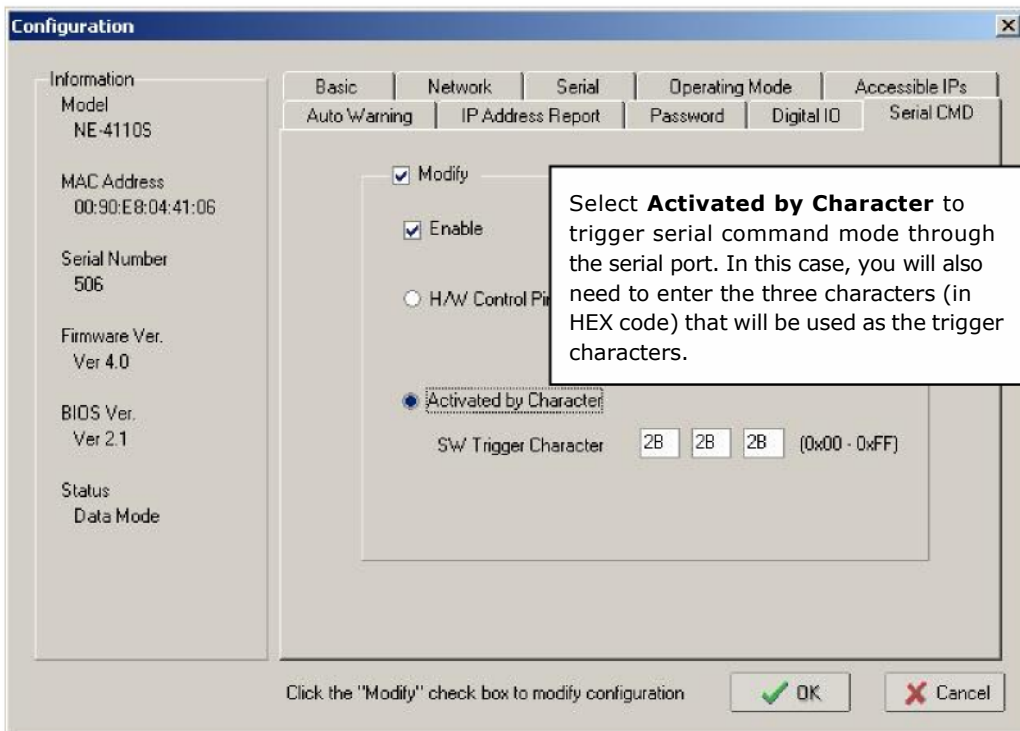 Configuration
Information
Model
NE-4110S
MAC Address
00:90:E8:04:41:06
Serial Number
506
Firmware Ver.
Ver 4.0
BIOS Ver.
Ver 2.1
Status
Data Mode
Basic Network Serial Operating Mode Accessible IPs
Auto Warning IP Address Report Password Digital IO Serial CMD
Modify
Enable
H/W Control
Select Activated by Character to
trigger serial command mode through
the serial port. In this case, you will also
need to enter the three characters (in
HEX code) that will be used as the trigger
characters.
Activated by Character
SW Trigger Character 2B 2B 2B (0x00 - 0xFF)
Click the "Modify" check box to modify configuration
OK Cancel